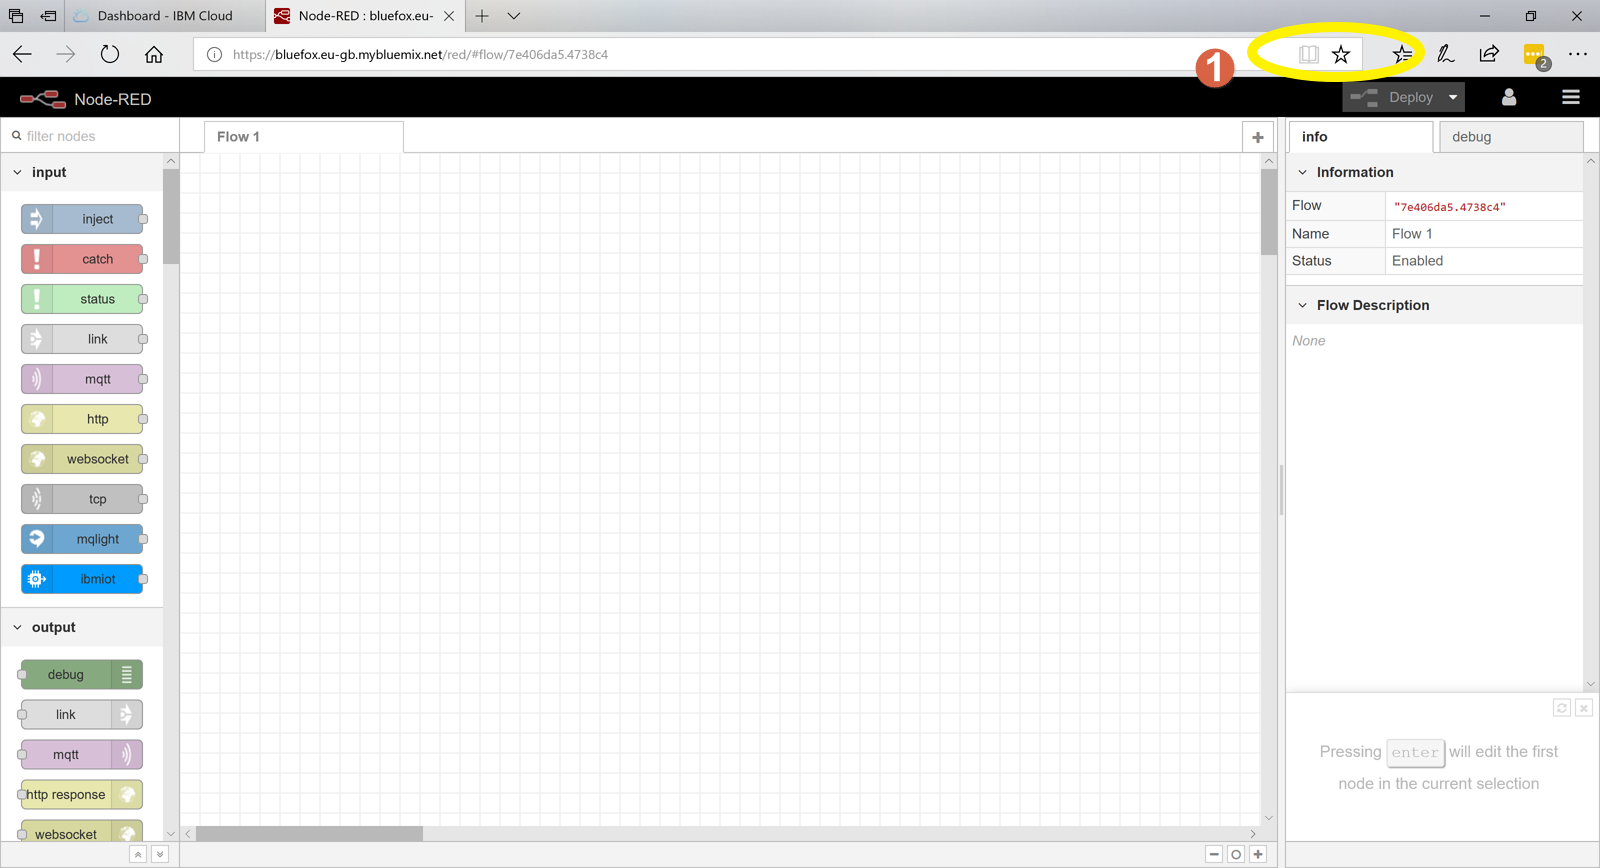 Dashboard - IBM Cloud
Node-RED : bluefox.eu-
https://bluefox.eu-gb.mybluemix.net/red/#flow/7e406da5.4738c4
1
2
Node-RED
Deploy
filter nodes
Flow 1
info
debug
input
inject
catch
status
link
mqtt
http
websocket
tcp
mqlight
ibmiot
output
debug
link
mqtt
http response
websocket
Information
Flow "7e406da5.4738c4"
Name Flow 1
Status Enabled
Flow Description
None
Pressing enter will edit the first
node in the current selection